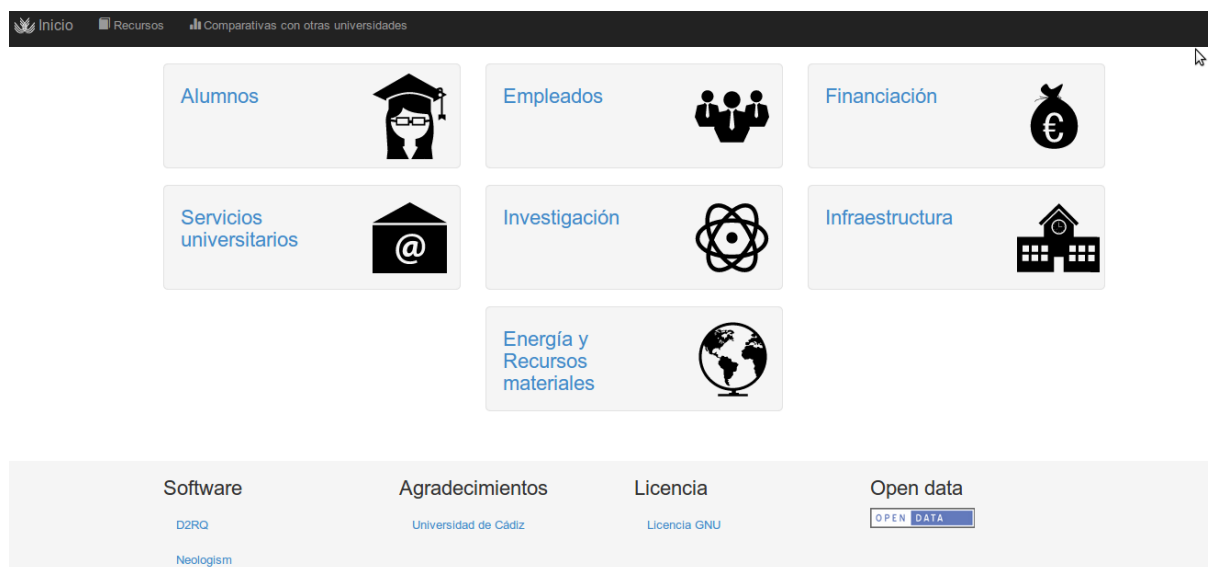 Inicio Recursos Comparativas con otras universidades
Alumnos
Empleados
Financiación
€
Servicios
universitarios
@
Investigación
Infraestructura
Energía y
Recursos
materiales
Software
D2RQ
Neologism
Agradecimientos
Universidad de Cádiz
Licencia
Licencia GNU
Open data
OPEN DATA